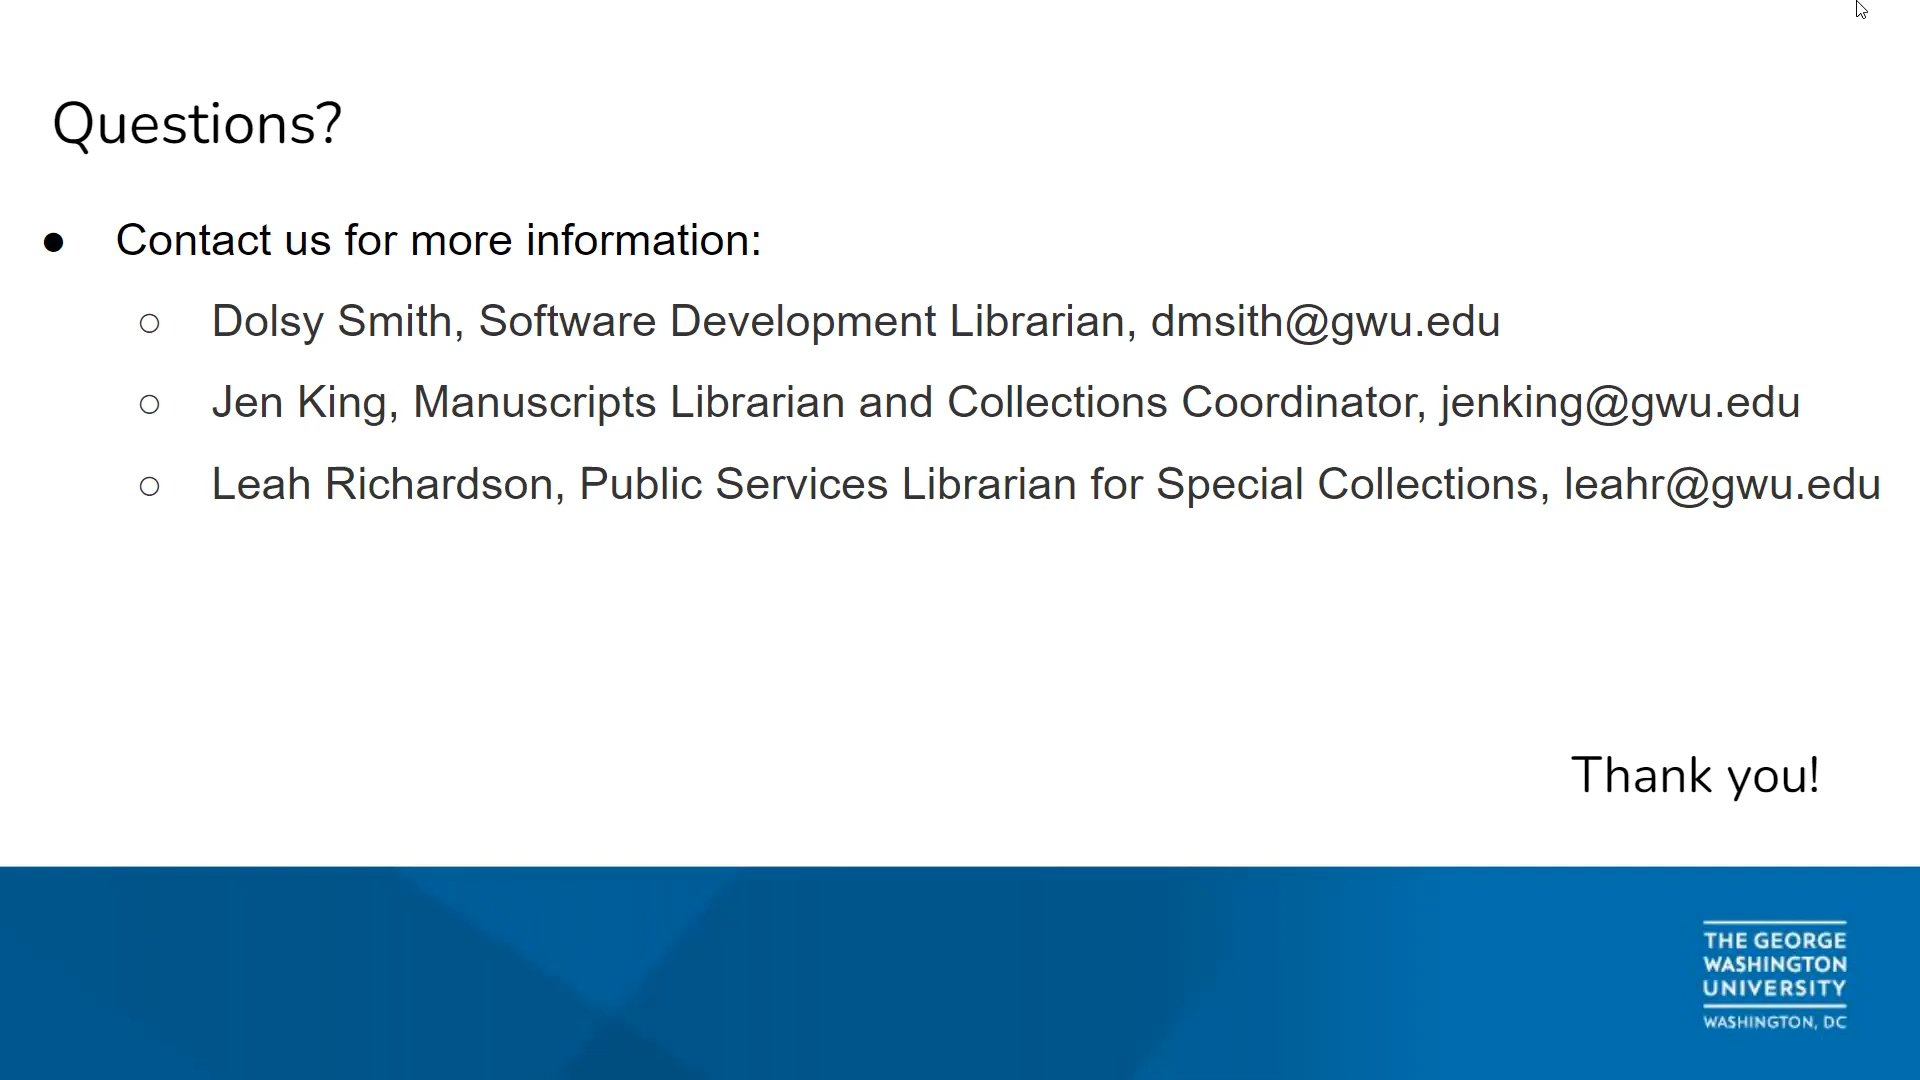 Questions?
● Contact us for more information:
○ Dolsy Smith, Software Development Librarian, dmsith@gwu.edu
○ Jen King, Manuscripts Librarian and Collections Coordinator, jenking@gwu.edu
○ Leah Richardson, Public Services Librarian for Special Collections, leahr@gwu.edu
Thank you!
THE GEORGE
WASHINGTON
UNIVERSITY
WASHINGTON, DC